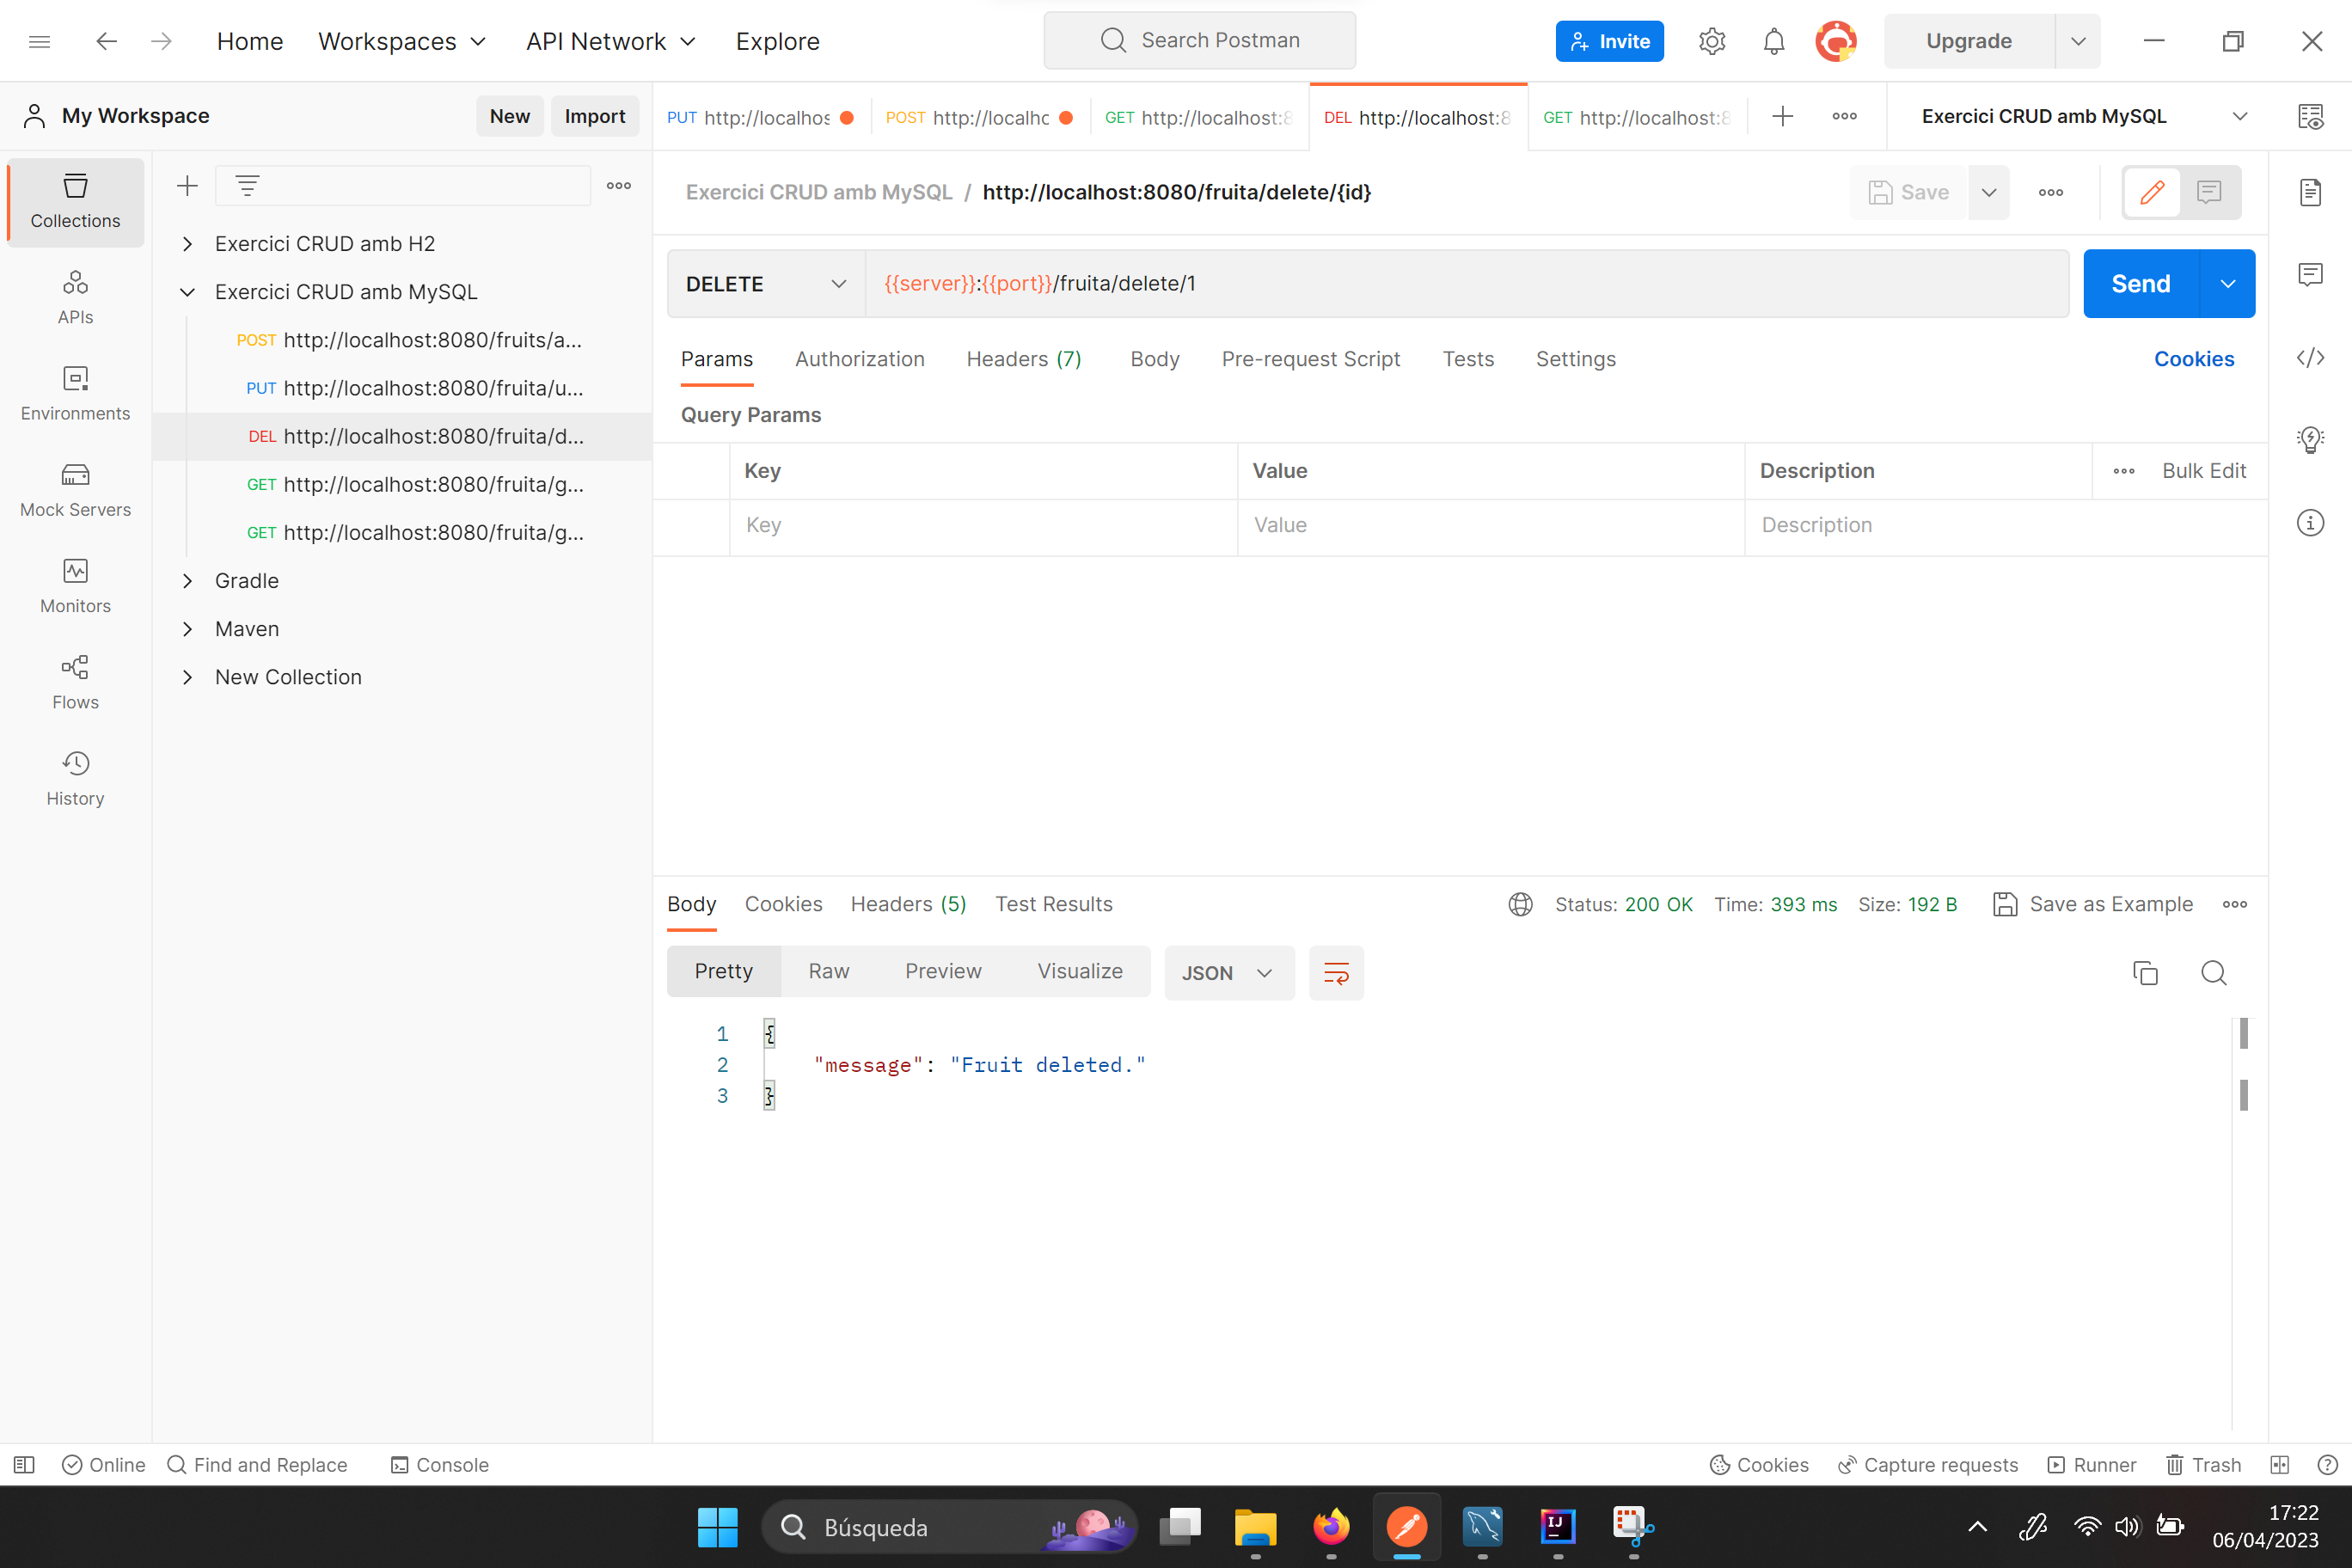 Home Workspaces API Network Explore Search Postman Invite Upgrade
My Workspace New Import
PUT http://localhos POST http://localhc GET http://localhost:8 DEL http://localhost:8 GET http://localhost:8 Exercici CRUD amb MySQL
Collections
APIs
Environments
Mock Servers
Monitors
Flows
History
Exercici CRUD amb H2
Exercici CRUD amb MySQL
POST http://localhost:8080/fruits/a...
PUT http://localhost:8080/fruita/u...
DEL http://localhost:8080/fruita/d...
GET http://localhost:8080/fruita/g...
GET http://localhost:8080/fruita/g...
Gradle
Maven
New Collection
Exercici CRUD amb MySQL / http://localhost:8080/fruita/delete/{id} Save
DELETE {{server}}:{{port}}/fruita/delete/1 Send
Params Authorization Headers (7) Body Pre-request Script Tests Settings Cookies
Query Params
Key Value Description Bulk Edit
Key Value Description
Body Cookies Headers (5) Test Results Status: 200 OK Time: 393 ms Size: 192 B Save as Example
Pretty Raw Preview Visualize JSON
1 {
2 "message": "Fruit deleted."
3 }
Online Find and Replace Console Cookies Capture requests Runner Trash
Búsqueda
IJ
17:22
06/04/2023